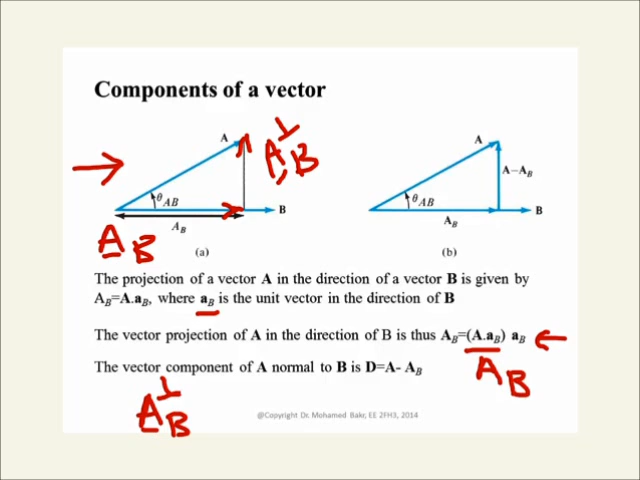 Components of a vector
A
A⊥B
θAB
B
AB
AB
(a)
A
A−AB
θAB
B
AB
(b)
The projection of a vector A in the direction of a vector B is given by
AB=A.aB, where aB is the unit vector in the direction of B
The vector projection of A in the direction of B is thus AB=(A.aB) aB
AB
The vector component of A normal to B is D=A- AB
A⊥B
@Copyright Dr. Mohamed Bakr, EE 2FH3, 2014